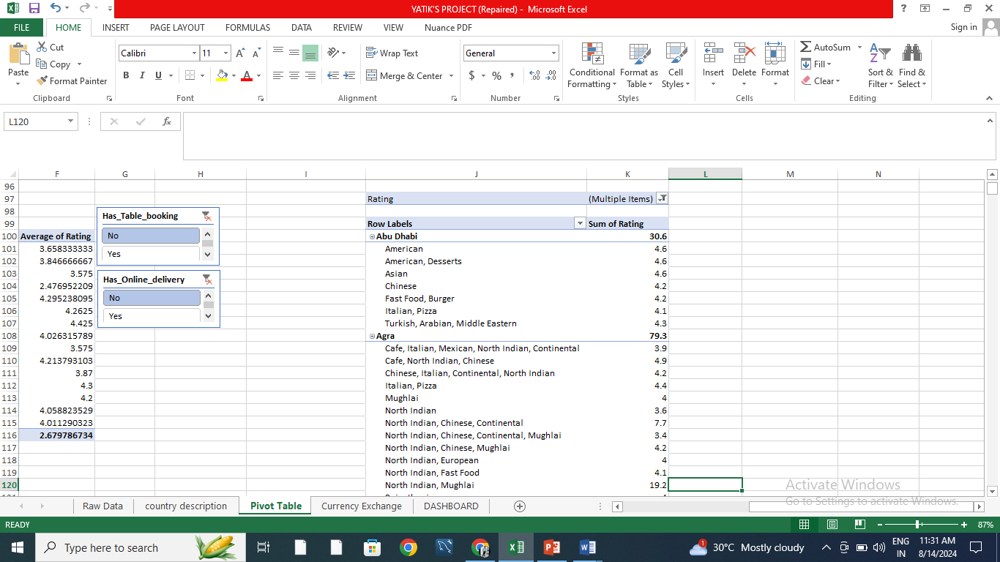 YATIK'S PROJECT (Repaired) - Microsoft Excel
?
FILE HOME INSERT PAGE LAYOUT FORMULAS DATA REVIEW VIEW Nuance PDF Sign in
Paste
Cut
Copy
Format Painter
Clipboard
Calibri 11 A A
B I U A
Font
Wrap Text
Merge & Center
Alignment
General
$ % ,
Number
Conditional Formatting
Format as Table
Cell Styles
Styles
Insert Delete Format
Cells
AutoSum
Fill
Clear
Sort & Filter
Find & Select
Editing
L120 fx
F G H I J K L M N
96
97 Rating (Multiple Items)
98
99 Row Labels Sum of Rating
100 Average of Rating Abu Dhabi 30.6
101 3.658333333 American 4.6
102 3.846666667 American, Desserts 4.6
103 3.575 Asian 4.6
104 2.476952209 Chinese 4.2
105 4.295238095 Fast Food, Burger 4.2
106 4.2625 Italian, Pizza 4.1
107 4.425 Turkish, Arabian, Middle Eastern 4.3
108 4.026315789 Agra 79.3
109 3.575 Cafe, Italian, Mexican, North Indian, Continental 3.9
110 4.213793103 Cafe, North Indian, Chinese 4.9
111 3.87 Chinese, Italian, Continental, North Indian 4.2
112 4.3 Italian, Pizza 4.4
113 4.2 Mughlai 4
114 4.058823529 North Indian 3.6
115 4.011290323 North Indian, Chinese, Continental 7.7
116 2.679786734 North Indian, Chinese, Continental, Mughlai 3.4
117 North Indian, Chinese, Mughlai 4.2
118 North Indian, European 4
119 North Indian, Fast Food 4.1
120 North Indian, Mughlai 19.2
Has_Table_booking
No
Yes
Has_Online_delivery
No
Yes
Activate Windows
Go to Settings to activate Windows.
Raw Data country description Pivot Table Currency Exchange DASHBOARD
READY 87%
Type here to search
1 30°C Mostly cloudy
ENG
IN
11:31 AM
8/14/2024